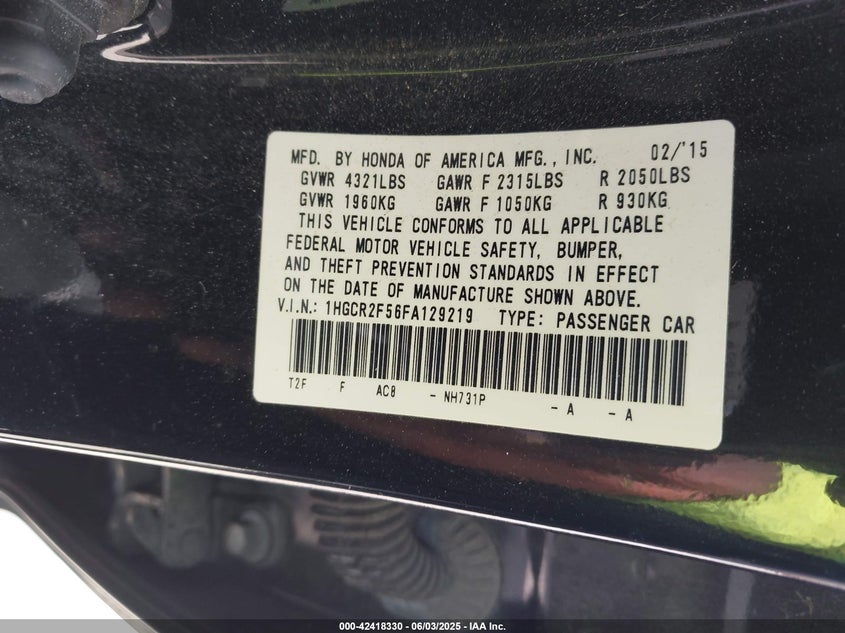 MFD. BY HONDA OF AMERICA MFG., INC. 02/'15
GVWR 4321LBS GAWR F 2315LBS R 2050LBS
GVWR 1960KG GAWR F 1050KG R 930KG
THIS VEHICLE CONFORMS TO ALL APPLICABLE
FEDERAL MOTOR VEHICLE SAFETY, BUMPER,
AND THEFT PREVENTION STANDARDS IN EFFECT
ON THE DATE OF MANUFACTURE SHOWN ABOVE.
V.I.N.: 1HGCR2F56FA129219 TYPE: PASSENGER CAR
T2F F AC8 - NH731P - A - A
000-42418330 - 06/03/2025 - IAA Inc.